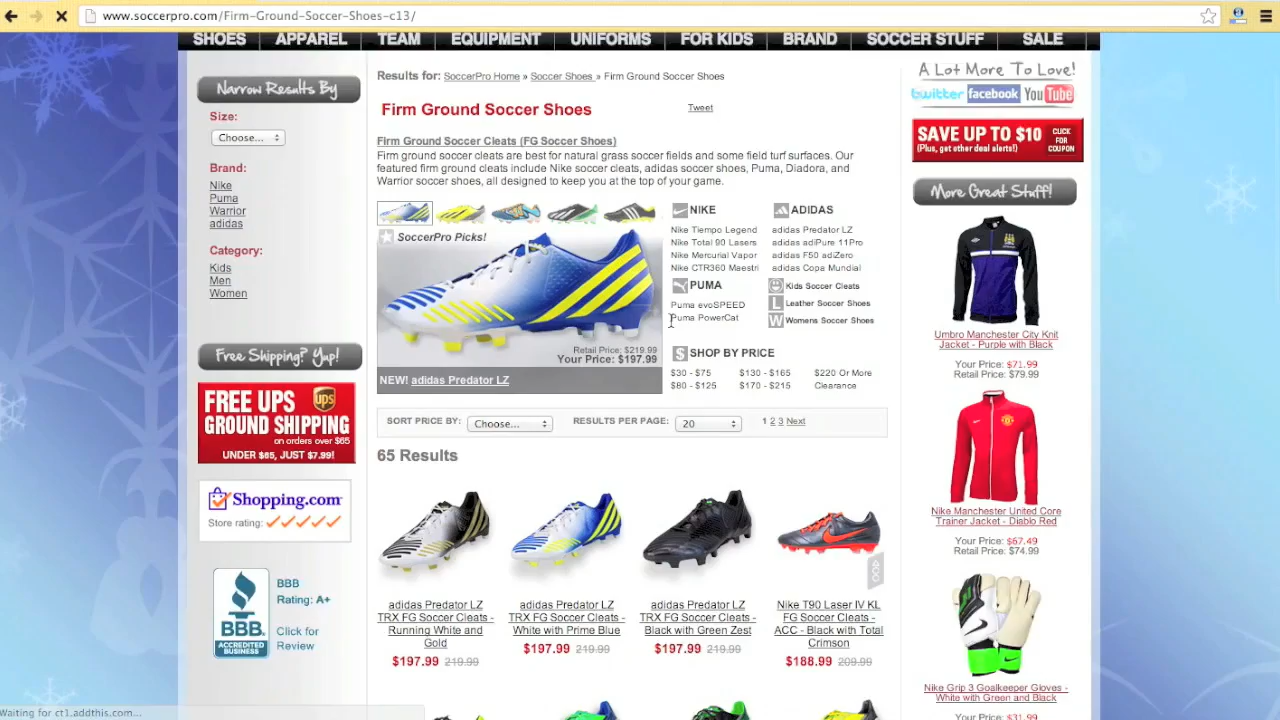 www.soccerpro.com/Firm-Ground-Soccer-Shoes-c13/
SHOES APPAREL TEAM EQUIPMENT UNIFORMS FOR KIDS BRAND SOCCER STUFF SALE
Narrow Results By
Size:
Choose...
Brand:
Nike
Puma
Warrior
adidas
Category:
Kids
Men
Women
Free Shipping? Yup!
FREE UPS
ups
GROUND SHIPPING
on orders over $65
UNDER $65, JUST $7.99!
Shopping.com
Store rating:
BBB
ACCREDITED
BUSINESS
BBB
Rating: A+
Click for
Review
Results for: SoccerPro Home » Soccer Shoes » Firm Ground Soccer Shoes
Firm Ground Soccer Shoes
Tweet
Firm Ground Soccer Cleats (FG Soccer Shoes)
Firm ground soccer cleats are best for natural grass soccer fields and some field turf surfaces. Our
featured firm ground cleats include Nike soccer cleats, adidas soccer shoes, Puma, Diadora, and
Warrior soccer shoes, all designed to keep you at the top of your game.
SoccerPro Picks!
Retail Price: $219.99
Your Price: $197.99
NEW! adidas Predator LZ
NIKE
Nike Tiempo Legend
Nike Total 90 Lasers
Nike Mercurial Vapor
Nike CTR360 Maestri
ADIDAS
adidas Predator LZ
adidas adiPure 11Pro
adidas F50 adiZero
adidas Copa Mundial
PUMA
Puma evoSPEED
Puma PowerCat
Kids Soccer Cleats
L Leather Soccer Shoes
W Womens Soccer Shoes
$ SHOP BY PRICE
$30 - $75 $130 - $165 $220 Or More
$80 - $125 $170 - $215 Clearance
SORT PRICE BY: Choose... RESULTS PER PAGE: 20 1 2 3 Next
65 Results
adidas Predator LZ
TRX FG Soccer Cleats -
Running White and
Gold
$197.99 219.99
adidas Predator LZ
TRX FG Soccer Cleats -
White with Prime Blue
$197.99 219.99
adidas Predator LZ
TRX FG Soccer Cleats -
Black with Green Zest
$197.99 219.99
ACC
Nike T90 Laser IV KL
FG Soccer Cleats -
ACC - Black with Total
Crimson
$188.99 209.99
A Lot More To Love!
twitter facebook YouTube
SAVE UP TO $10
(Plus, get other deal alerts!)
CLICK
FOR
COUPON
More Great Stuff!
Umbro Manchester City Knit
Jacket - Purple with Black
Your Price: $71.99
Retail Price: $79.99
Nike Manchester United Core
Trainer Jacket - Diablo Red
Your Price: $67.49
Retail Price: $74.99
Nike Grip 3 Goalkeeper Gloves -
White with Green and Black
Your Price: $31.99
Waiting for ct1.addthis.com...